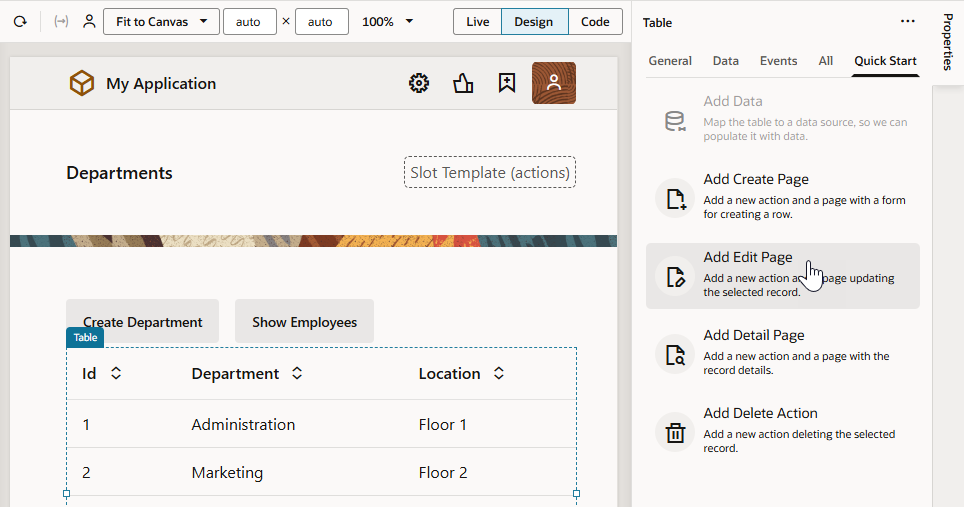 Fit to Canvas
auto × auto
100%
Live Design Code
My Application
Departments
Slot Template (actions)
Create Department
Show Employees
Table
Id Department Location
1 Administration Floor 1
2 Marketing Floor 2
Table
General Data Events All Quick Start
Add Data
Map the table to a data source, so we can
populate it with data.
Add Create Page
Add a new action and a page with a form
for creating a row.
Add Edit Page
Add a new action page updating
the selected record.
Add Detail Page
Add a new action and a page with the
record details.
Add Delete Action
Add a new action deleting the selected
record.
Properties